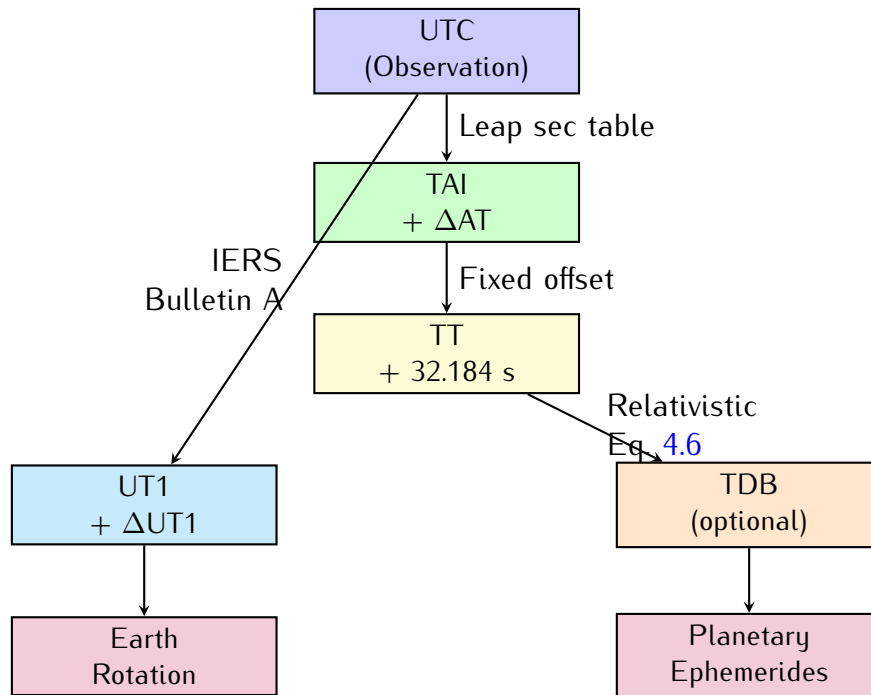 UTC
(Observation)
Leap sec table
TAI
+ ΔAT
IERS
Bulletin A
Fixed offset
TT
+ 32.184 s
Relativistic
Eq. 4.6
UT1
+ ΔUT1
TDB
(optional)
Earth
Rotation
Planetary
Ephemerides